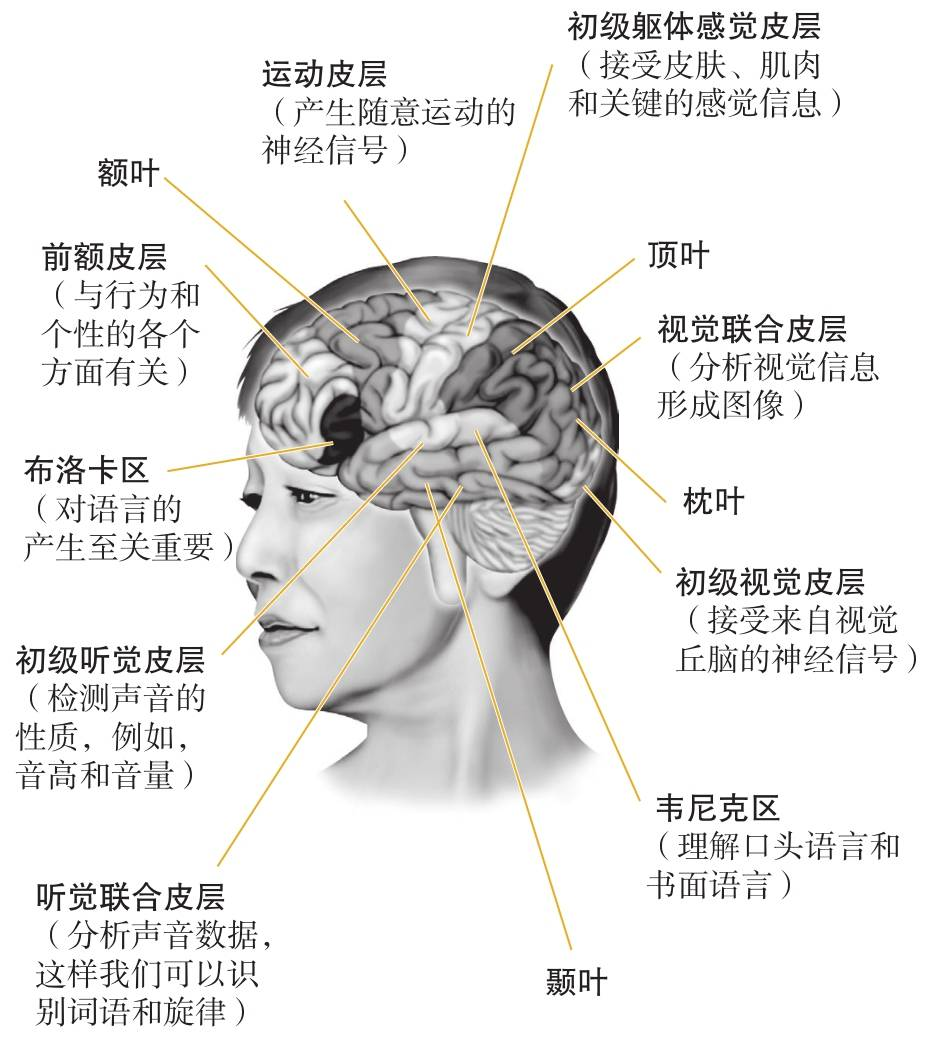 初级躯体感觉皮层
（接受皮肤、肌肉
和关键的感觉信息）
运动皮层
（产生随意运动的
神经信号）
额叶
前额皮层
（与行为和
个性的各个
方面有关）
顶叶
视觉联合皮层
（分析视觉信息
形成图像）
布洛卡区
（对语言的
产生至关重要）
枕叶
初级视觉皮层
（接受来自视觉
丘脑的神经信号）
初级听觉皮层
（检测声音的
性质，例如，
音高和音量）
韦尼克区
（理解口头语言和
书面语言）
听觉联合皮层
（分析声音数据，
这样我们可以识
别词语和旋律）
颞叶